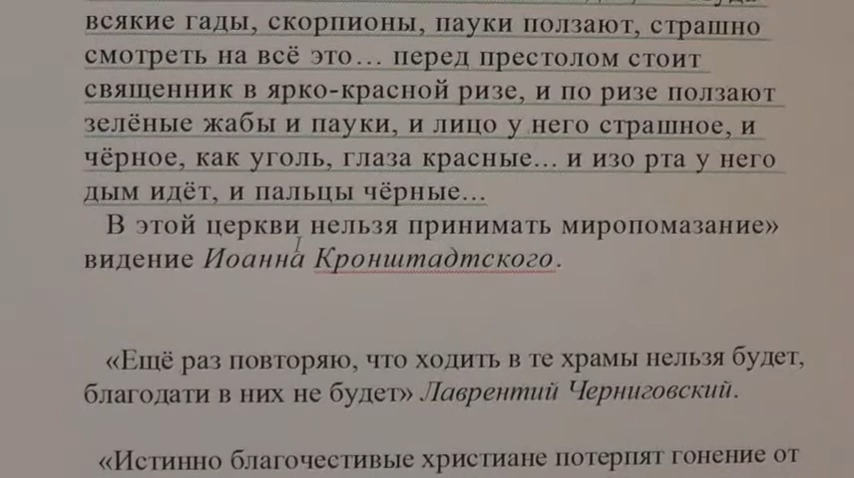 всякие гады, скорпионы, пауки ползают, страшно
смотреть на всё это… перед престолом стоит
священник в ярко-красной ризе, и по ризе ползают
зелёные жабы и пауки, и лицо у него страшное, и
чёрное, как уголь, глаза красные… и изо рта у него
дым идёт, и пальцы чёрные…
В этой церкви нельзя принимать миропомазание»
видение Иоанна Кронштадтского.
«Ещё раз повторяю, что ходить в те храмы нельзя будет,
благодати в них не будет» Лаврентий Черниговский.
«Истинно благочестивые христиане потерпят гонение от